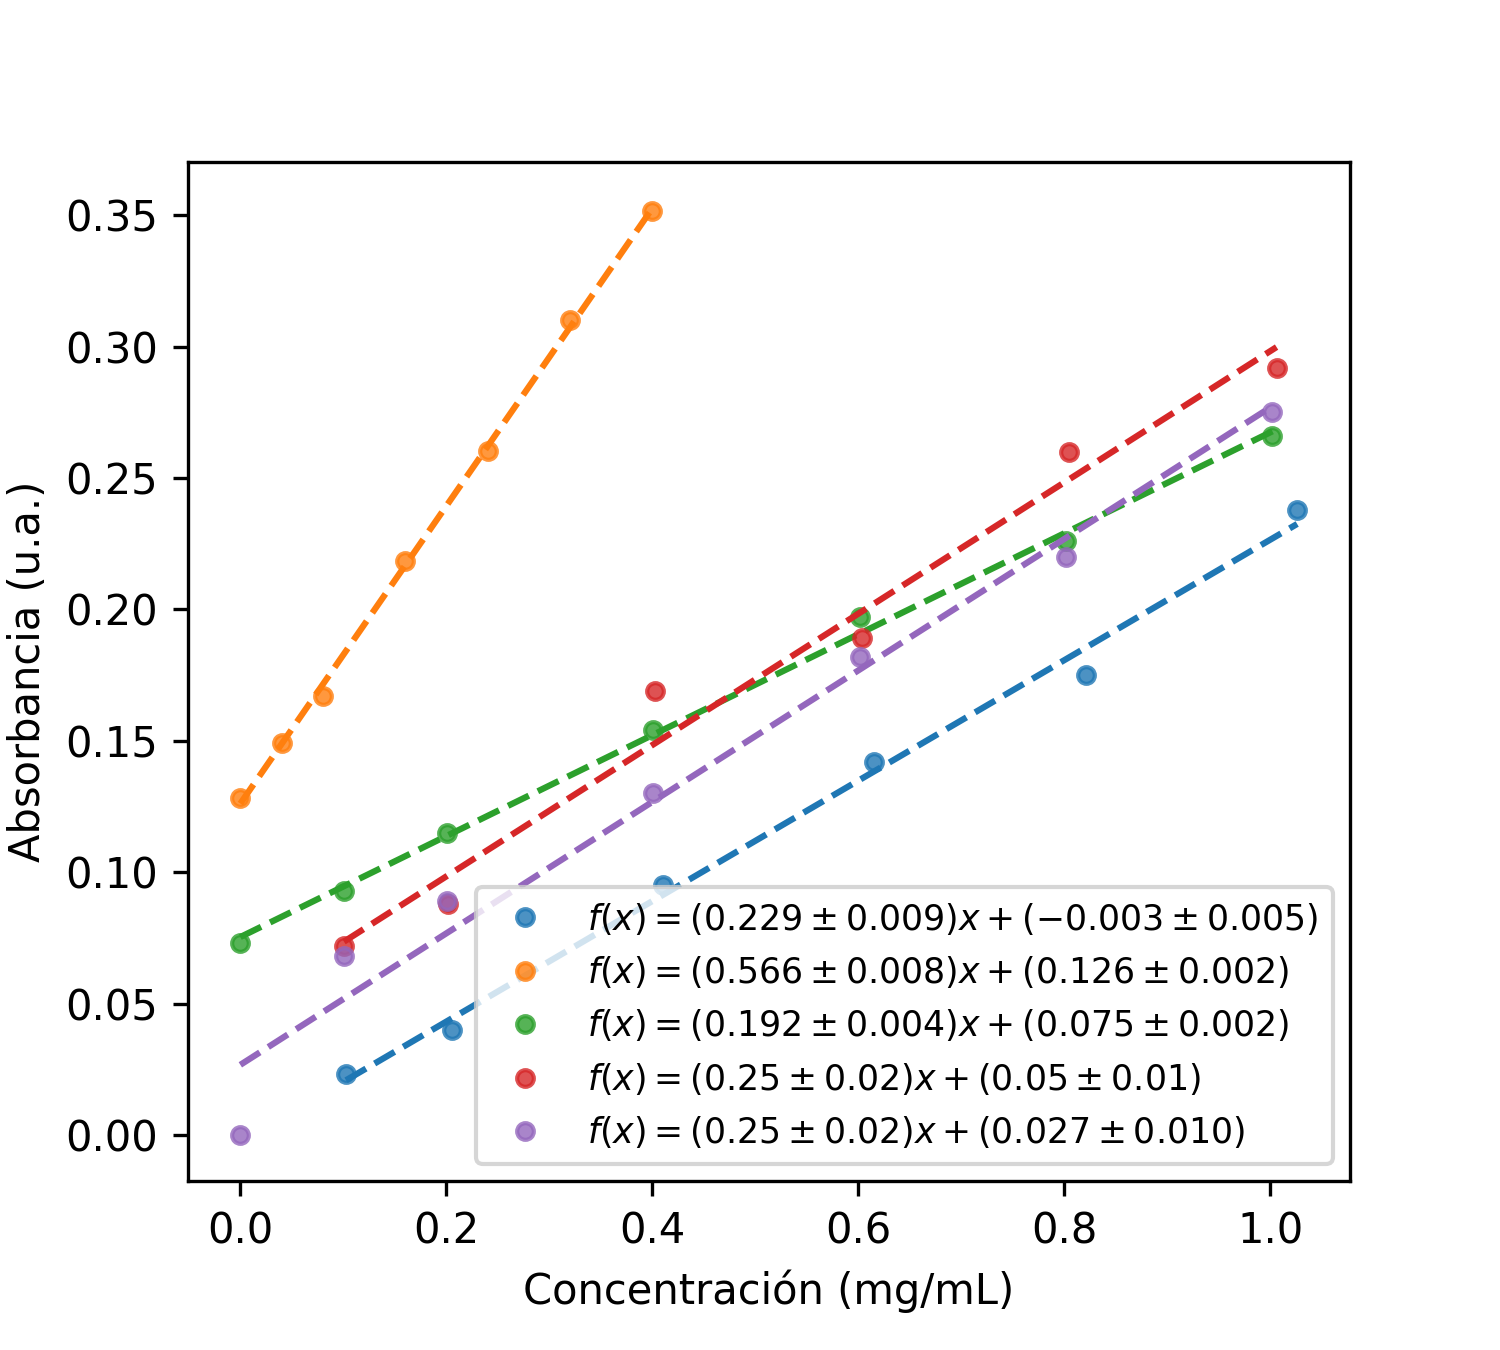 Absorbancia (u.a.)
0.35
0.30
0.25
0.20
0.15
0.10
0.05
0.00
f(x) = (0.229 ± 0.009)x + (−0.003 ± 0.005)
f(x) = (0.566 ± 0.008)x + (0.126 ± 0.002)
f(x) = (0.192 ± 0.004)x + (0.075 ± 0.002)
f(x) = (0.25 ± 0.02)x + (0.05 ± 0.01)
f(x) = (0.25 ± 0.02)x + (0.027 ± 0.010)
0.0 0.2 0.4 0.6 0.8 1.0
Concentración (mg/mL)